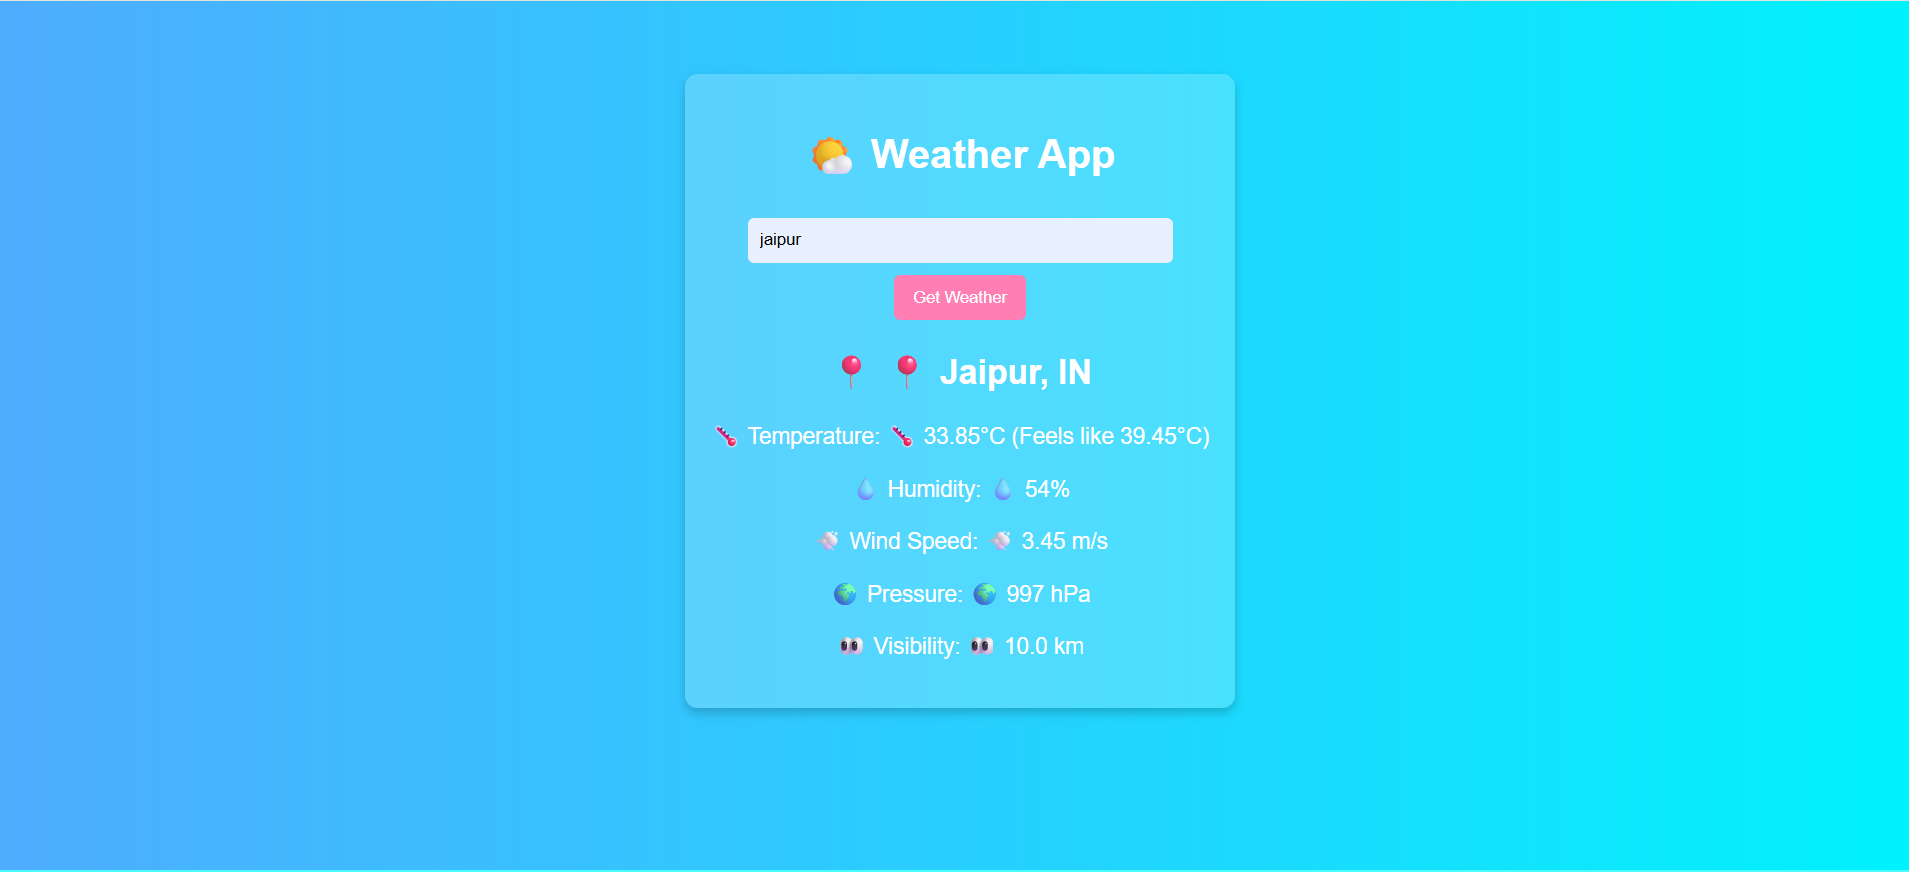 🌤️ Weather App
jaipur
Get Weather
📍 📍 Jaipur, IN
🌡️ Temperature: 🌡️ 33.85°C (Feels like 39.45°C)
💧 Humidity: 💧 54%
💨 Wind Speed: 💨 3.45 m/s
🌍 Pressure: 🌍 997 hPa
👀 Visibility: 👀 10.0 km